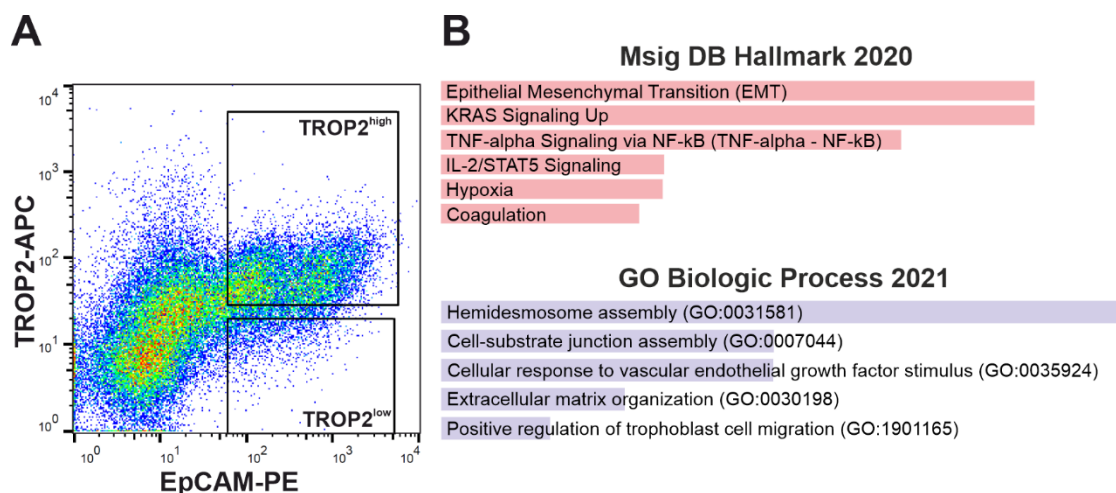 A
TROP2-APC
10⁴
10³
10²
10¹
10⁰
TROP2high
TROP2low
10⁰
10¹
10²
10³
10⁴
EpCAM-PE
B
Msig DB Hallmark 2020
Epithelial Mesenchymal Transition (EMT)
KRAS Signaling Up
TNF-alpha Signaling via NF-kB (TNF-alpha - NF-kB)
IL-2/STAT5 Signaling
Hypoxia
Coagulation
GO Biologic Process 2021
Hemidesmosome assembly (GO:0031581)
Cell-substrate junction assembly (GO:0007044)
Cellular response to vascular endothelial growth factor stimulus (GO:0035924)
Extracellular matrix organization (GO:0030198)
Positive regulation of trophoblast cell migration (GO:1901165)